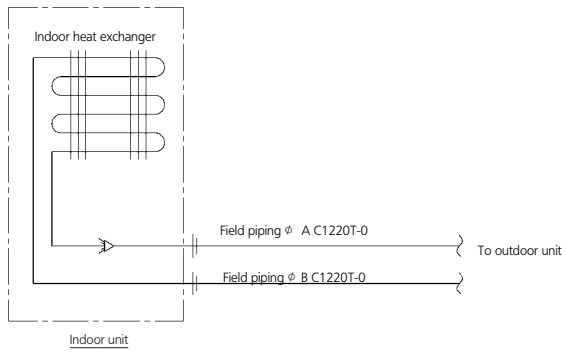 Indoor heat exchanger
Field piping ⌀ A C1220T-0
To outdoor unit
Field piping ⌀ B C1220T-0
Indoor unit